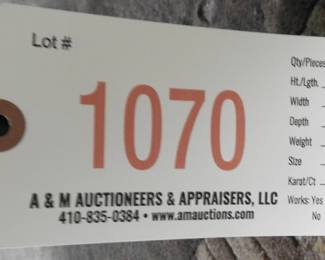 Lot #
1070
A & M AUCTIONEERS & APPRAISERS, LLC
410-835-0384 • www.amauctions.com
Qty/Pieces
Ht./Lgth.
Width
Depth
Weight
Size
Karat/Ct
Works: Yes
No